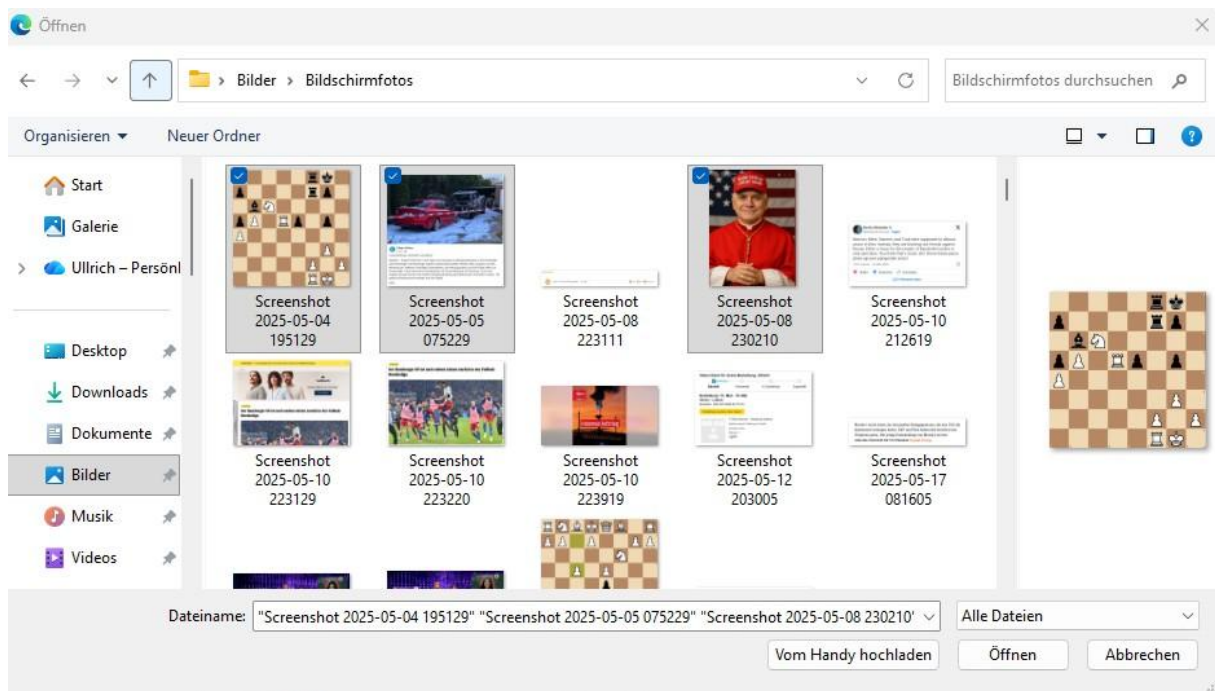 Öffnen
Bilder > Bildschirmfotos
Bildschirmfotos durchsuchen
Organisieren
Neuer Ordner
Start
Galerie
Ullrich – Persönl
Desktop
Downloads
Dokumente
Bilder
Musik
Videos
Screenshot
2025-05-04
195129
Screenshot
2025-05-05
075229
Screenshot
2025-05-08
223111
Screenshot
2025-05-08
230210
Screenshot
2025-05-10
212619
Screenshot
2025-05-10
223129
Screenshot
2025-05-10
223220
Screenshot
2025-05-10
223919
Screenshot
2025-05-12
203005
Screenshot
2025-05-17
081605
Dateiname: "Screenshot 2025-05-04 195129" "Screenshot 2025-05-05 075229" "Screenshot 2025-05-08 230210"
Alle Dateien
Vom Handy hochladen
Öffnen
Abbrechen